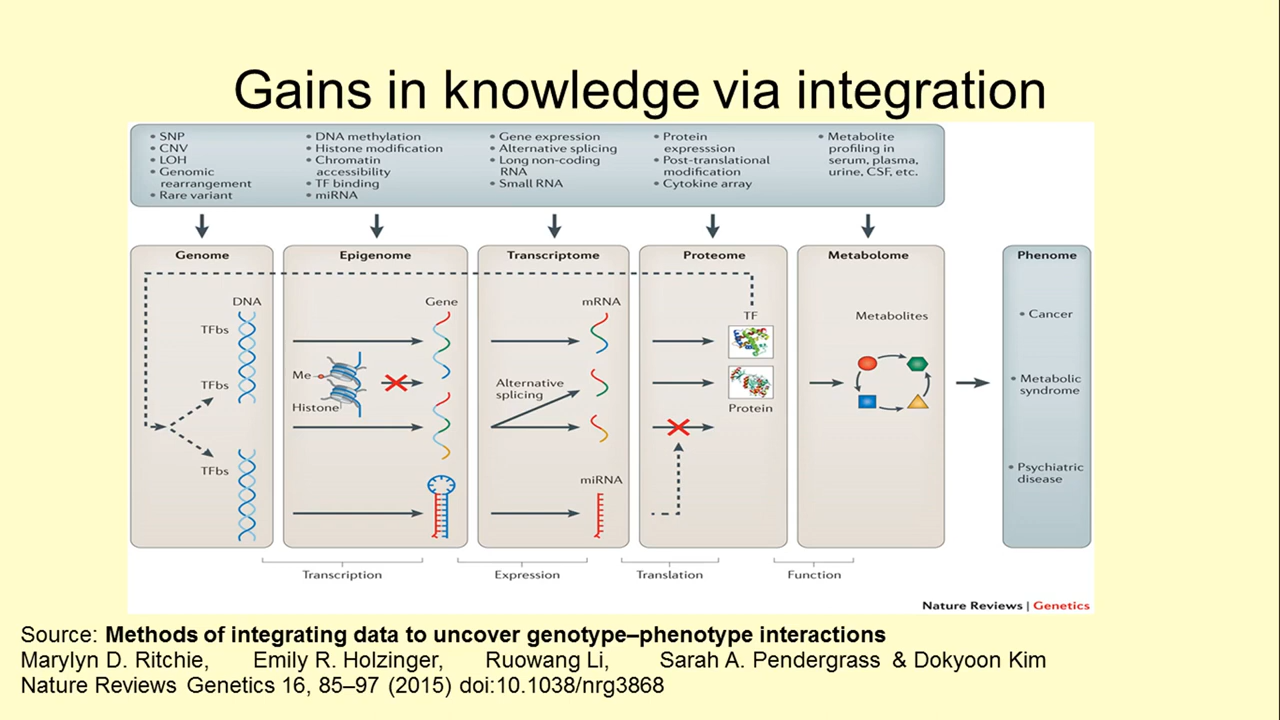 Gains in knowledge via integration
• SNP
• CNV
• LOH
• Genomic
rearrangement
• Rare variant
• DNA methylation
• Histone modification
• Chromatin
accessibility
• TF binding
• miRNA
• Gene expression
• Alternative splicing
• Long non-coding
RNA
• Small RNA
• Protein
expresssion
• Post-translational
modification
• Cytokine array
• Metabolite
profiling in
serum, plasma,
urine, CSF, etc.
Genome
DNA
TFbs
TFbs
TFbs
Epigenome
Gene
Me
Histone
Transcriptome
mRNA
Alternative
splicing
miRNA
Proteome
TF
Protein
Metabolome
Metabolites
Phenome
• Cancer
• Metabolic
syndrome
• Psychiatric
disease
Transcription
Expression
Translation
Function
Nature Reviews | Genetics
Source: Methods of integrating data to uncover genotype–phenotype interactions
Marylyn D. Ritchie, Emily R. Holzinger, Ruowang Li, Sarah A. Pendergrass & Dokyoon Kim
Nature Reviews Genetics 16, 85–97 (2015) doi:10.1038/nrg3868